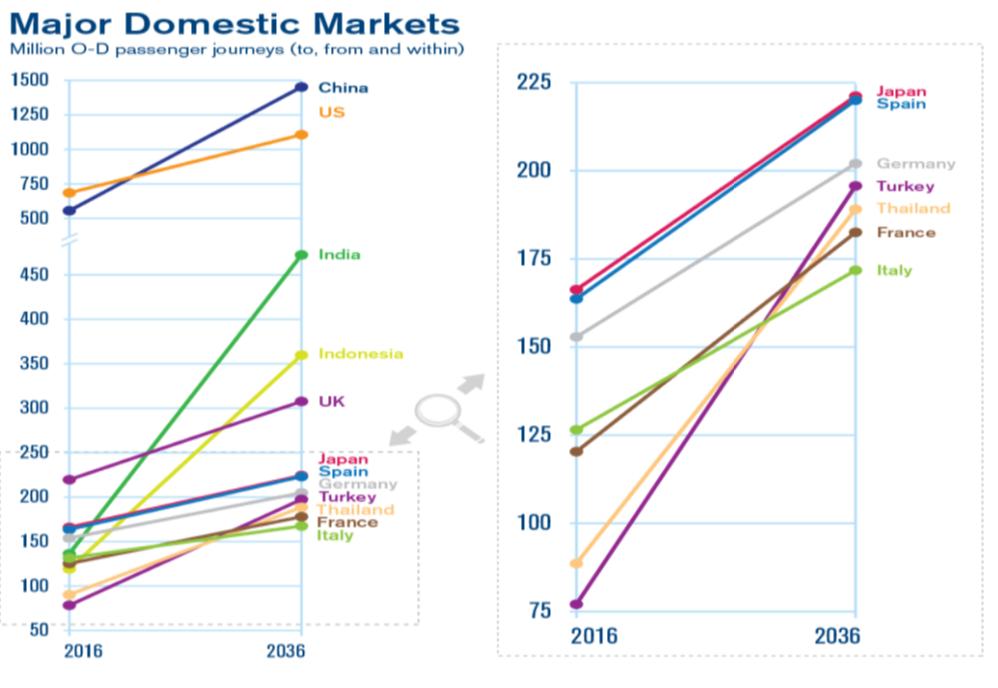 Major Domestic Markets
Million O-D passenger journeys (to, from and within)
1500
1250
1000
750
500
450
400
350
300
250
200
150
100
50
China
US
India
Indonesia
UK
Japan
Spain
Germany
Turkey
Thailand
France
Italy
2016 2036
225
200
175
150
125
100
75
Japan
Spain
Germany
Turkey
Thailand
France
Italy
2016 2036